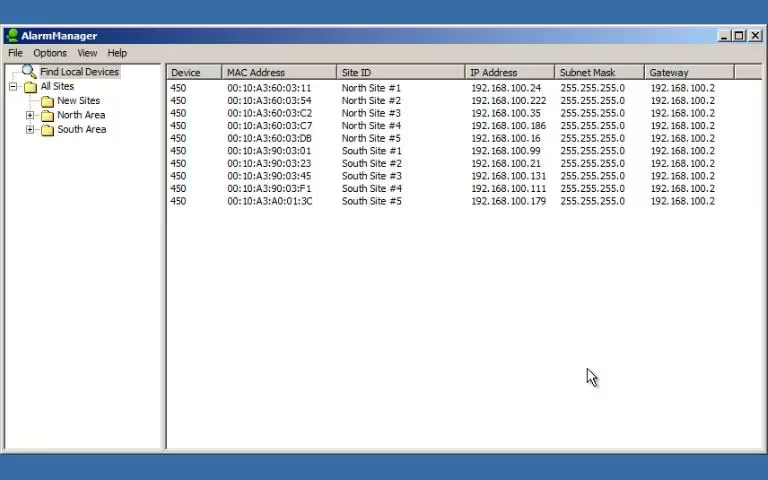 AlarmManager
File Options View Help
Find Local Devices
All Sites
New Sites
North Area
South Area
Device MAC Address Site ID IP Address Subnet Mask Gateway
450 00:10:A3:60:03:11 North Site #1 192.168.100.24 255.255.255.0 192.168.100.2
450 00:10:A3:60:03:54 North Site #2 192.168.100.222 255.255.255.0 192.168.100.2
450 00:10:A3:60:03:C2 North Site #3 192.168.100.35 255.255.255.0 192.168.100.2
450 00:10:A3:60:03:C7 North Site #4 192.168.100.186 255.255.255.0 192.168.100.2
450 00:10:A3:60:03:DB North Site #5 192.168.100.16 255.255.255.0 192.168.100.2
450 00:10:A3:90:03:01 South Site #1 192.168.100.99 255.255.255.0 192.168.100.2
450 00:10:A3:90:03:23 South Site #2 192.168.100.21 255.255.255.0 192.168.100.2
450 00:10:A3:90:03:45 South Site #3 192.168.100.131 255.255.255.0 192.168.100.2
450 00:10:A3:90:03:F1 South Site #4 192.168.100.111 255.255.255.0 192.168.100.2
450 00:10:A3:A0:01:3C South Site #5 192.168.100.179 255.255.255.0 192.168.100.2